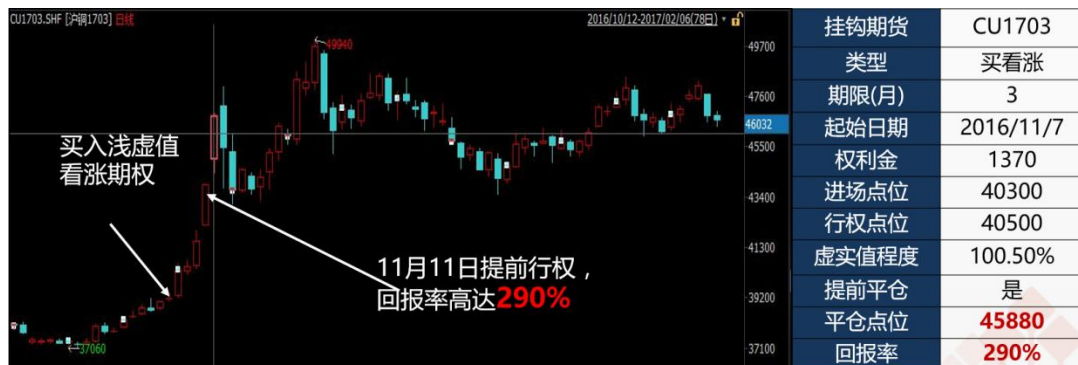 CU1703.SHF [沪铜1703] 日线
2016/10/12-2017/02/06(78日)
49940
49700
47600
46032
45500
43400
41300
39200
37100
37060
买入浅虚值
看涨期权
11月11日提前行权，
回报率高达290%
挂钩期货 CU1703
类型 买看涨
期限(月) 3
起始日期 2016/11/7
权利金 1370
进场点位 40300
行权点位 40500
虚实值程度 100.50%
提前平仓 是
平仓点位 45880
回报率 290%